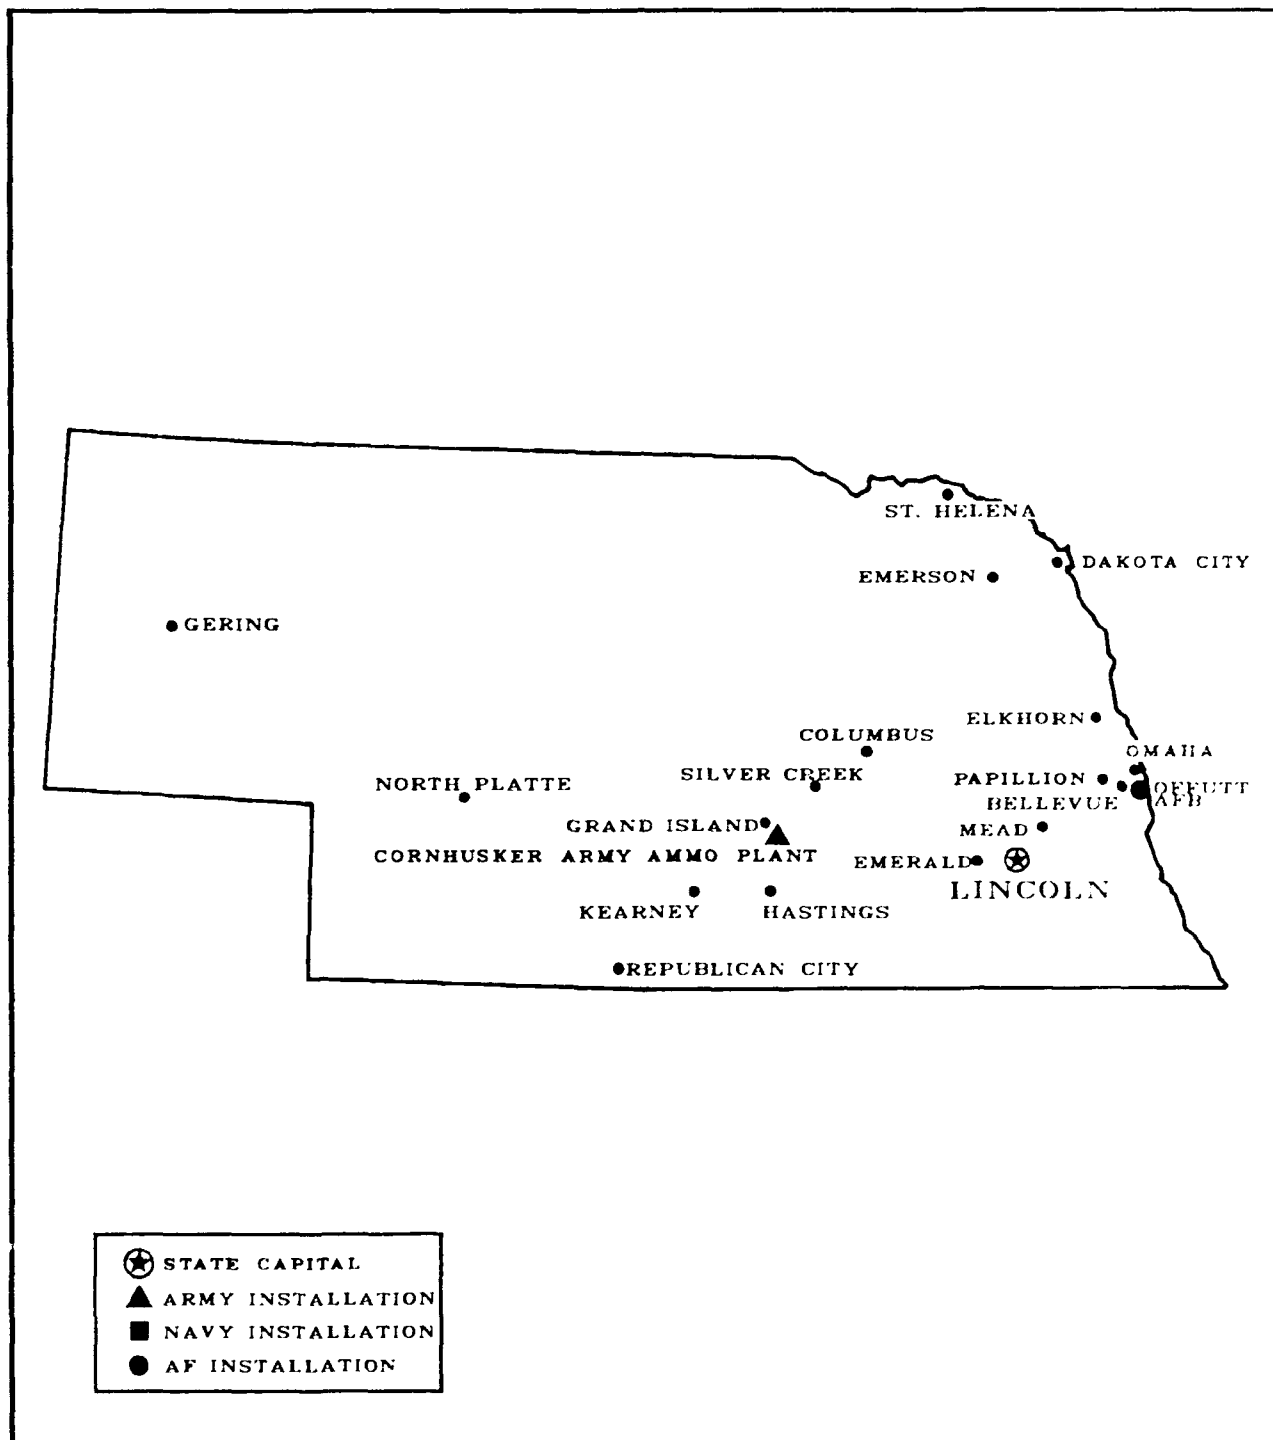 ST. HELENA
DAKOTA CITY
EMERSON
GERING
ELKHORN
COLUMBUS
OMAHA
SILVER CREEK
PAPILLION
NORTH PLATTE
OFFUTT
AFB
BELLEVUE
GRAND ISLAND
MEAD
CORNHUSKER ARMY AMMO PLANT
EMERALD
LINCOLN
KEARNEY
HASTINGS
REPUBLICAN CITY
STATE CAPITAL
ARMY INSTALLATION
NAVY INSTALLATION
AF INSTALLATION